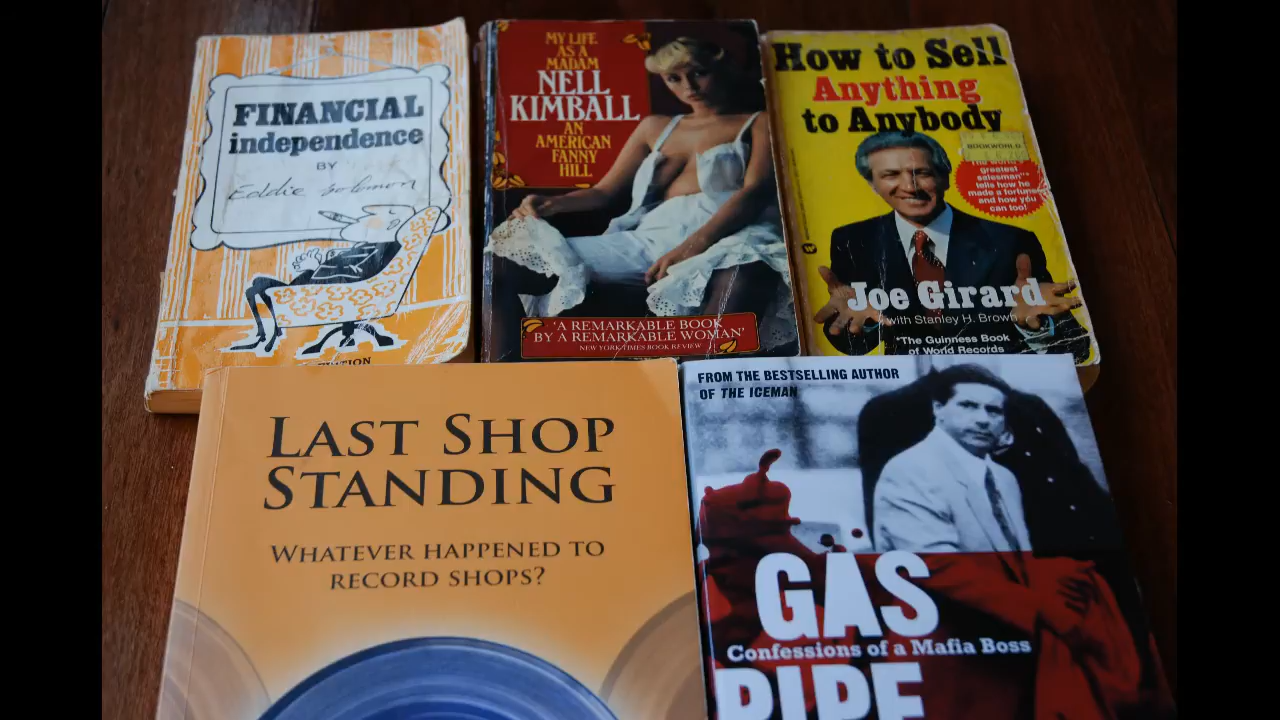 FINANCIAL
independence
BY
Eddie Solomon
MY LIFE
AS A
MADAM
NELL
KIMBALL
AN
AMERICAN
FANNY
HILL
'A REMARKABLE BOOK
BY A REMARKABLE WOMAN'
NEW YORK TIMES BOOK REVIEW
How to Sell
Anything
to Anybody
BOOKWORLD
The world's
greatest
salesman
tells how he
made a fortune
and how you
can too!
Joe Girard
with Stanley H. Brown
"The Guinness Book
of World Records
LAST SHOP
STANDING
WHATEVER HAPPENED TO
RECORD SHOPS?
FROM THE BESTSELLING AUTHOR
OF THE ICEMAN
GAS
Confessions of a Mafia Boss
PIPE